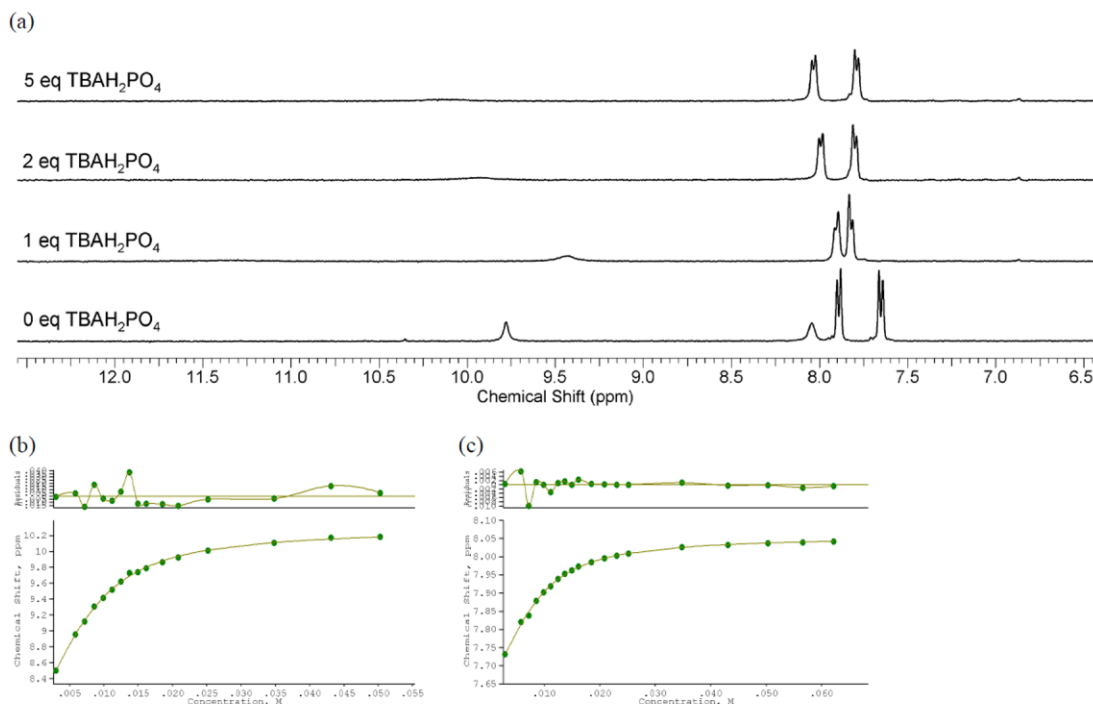 (a)
5 eq TBAH₂PO₄
2 eq TBAH₂PO₄
1 eq TBAH₂PO₄
0 eq TBAH₂PO₄
12.0 11.5 11.0 10.5 10.0 9.5 9.0 8.5 8.0 7.5 7.0 6.5
Chemical Shift (ppm)
(b)
Chemical Shift, ppm
10.2
10
9.8
9.6
9.4
9.2
9
8.8
8.6
8.4
.005 .010 .015 .020 .025 .030 .035 .040 .045 .050 .055
Concentration, M
(c)
Chemical Shift, ppm
8.10
8.05
8.00
7.95
7.90
7.85
7.80
7.75
7.70
7.65
.010 .020 .030 .040 .050 .060
Concentration, M